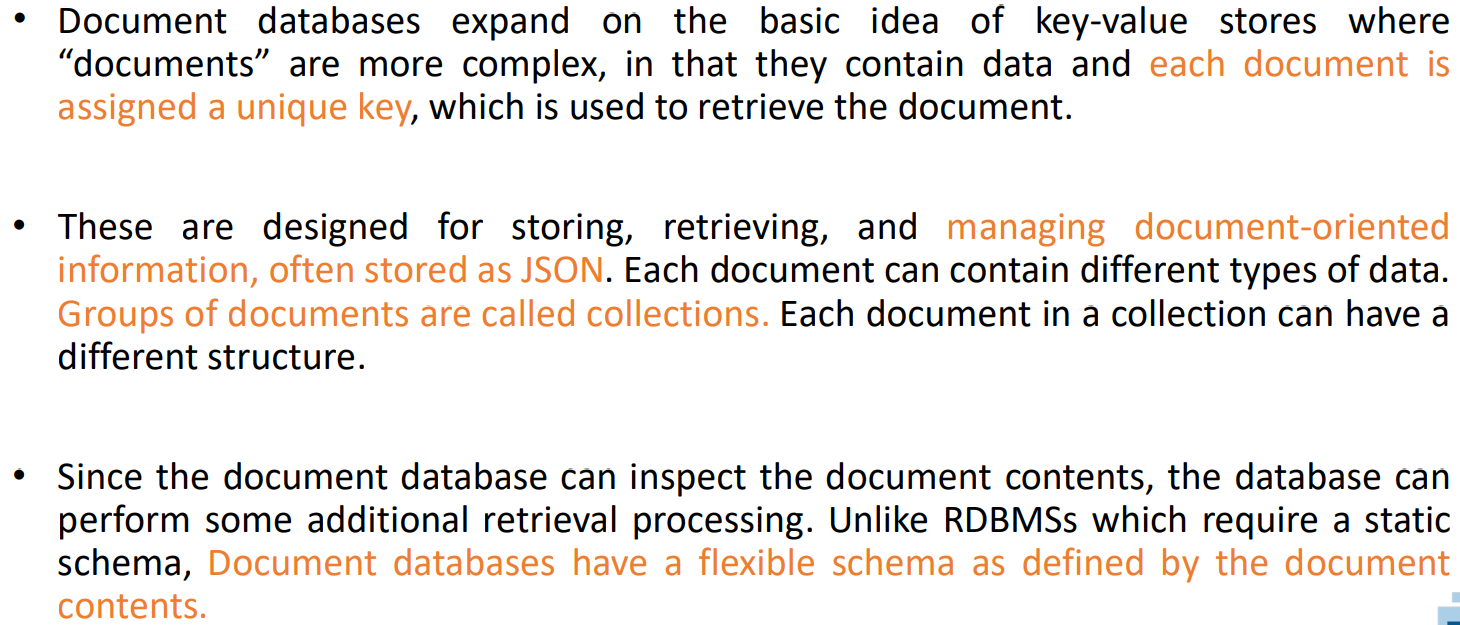 • Document databases expand on the basic idea of key-value stores where
“documents” are more complex, in that they contain data and each document is
assigned a unique key, which is used to retrieve the document.
• These are designed for storing, retrieving, and managing document-oriented
information, often stored as JSON. Each document can contain different types of data.
Groups of documents are called collections. Each document in a collection can have a
different structure.
• Since the document database can inspect the document contents, the database can
perform some additional retrieval processing. Unlike RDBMSs which require a static
schema, Document databases have a flexible schema as defined by the document
contents.